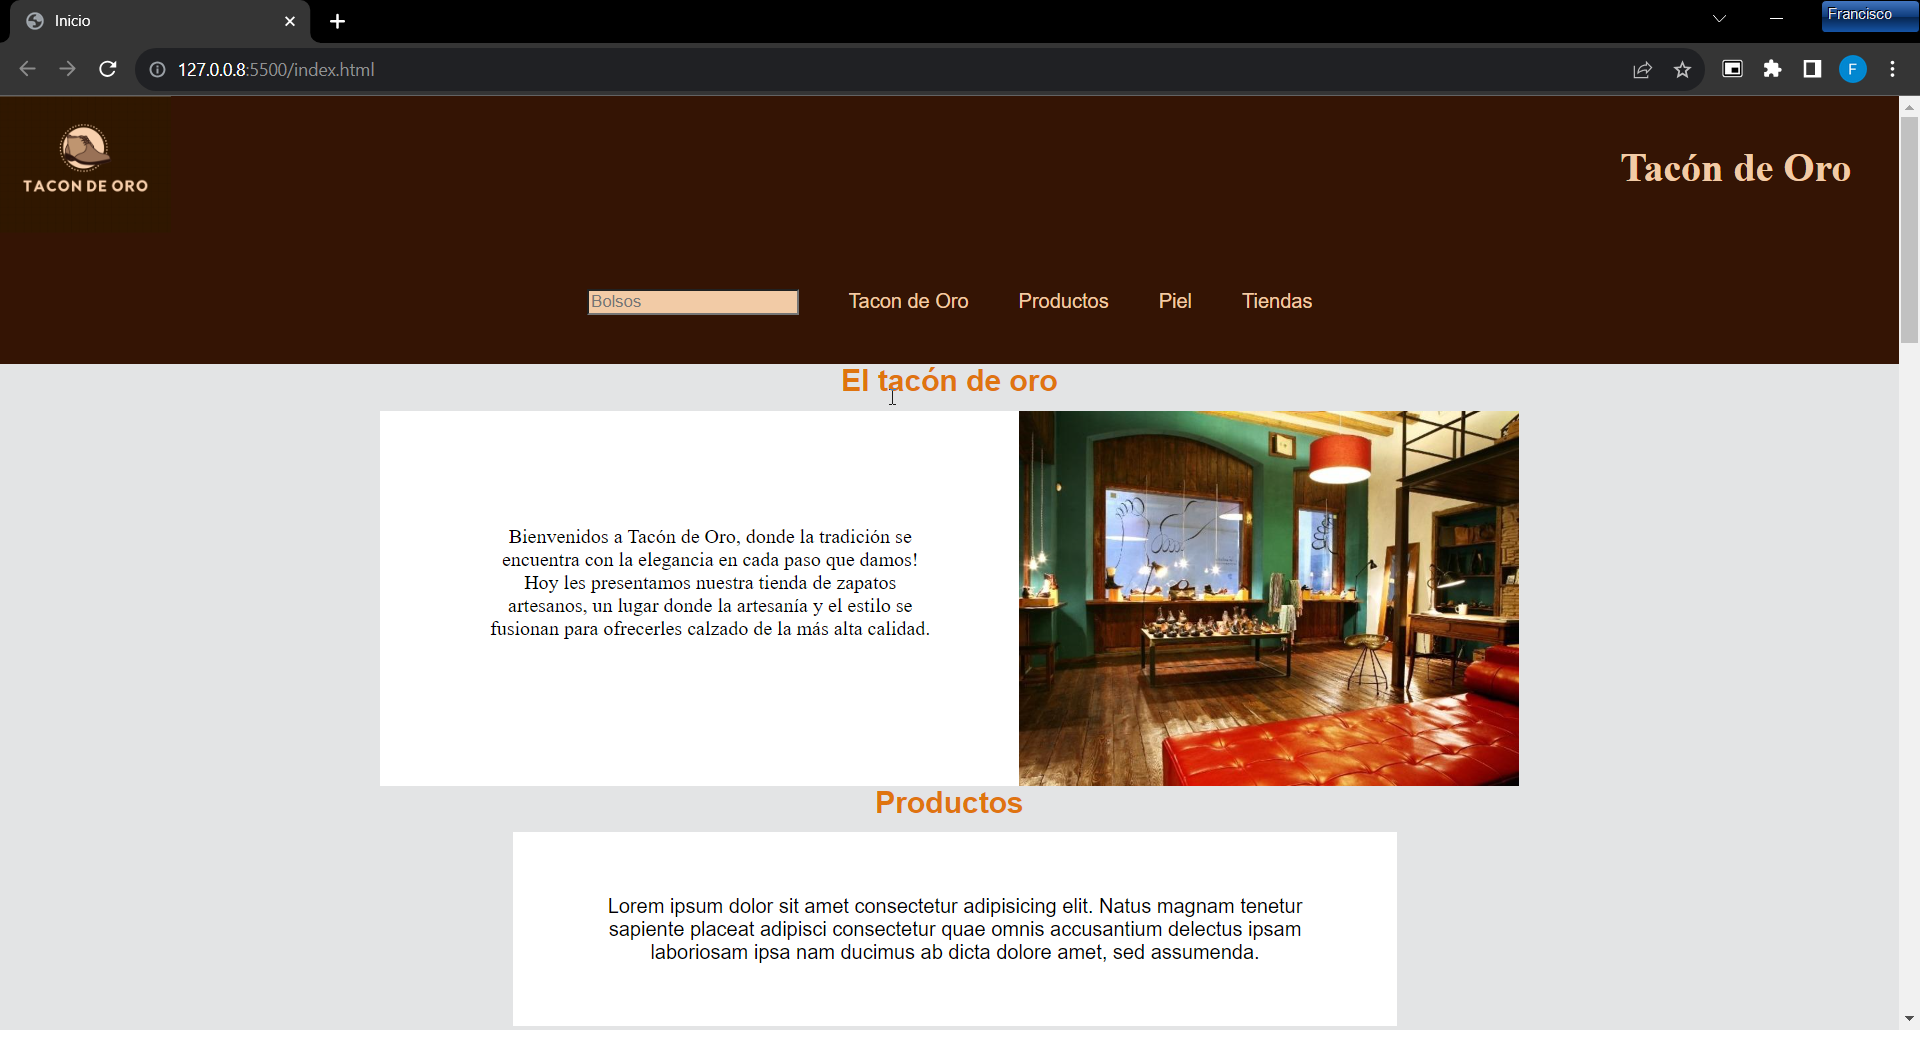 Inicio
Francisco
127.0.0.8:5500/index.html
F
TACON DE ORO
Tacón de Oro
Bolsos
Tacon de Oro
Productos
Piel
Tiendas
El tacón de oro
Bienvenidos a Tacón de Oro, donde la tradición se
encuentra con la elegancia en cada paso que damos!
Hoy les presentamos nuestra tienda de zapatos
artesanos, un lugar donde la artesanía y el estilo se
fusionan para ofrecerles calzado de la más alta calidad.
Productos
Lorem ipsum dolor sit amet consectetur adipisicing elit. Natus magnam tenetur
sapiente placeat adipisci consectetur quae omnis accusantium delectus ipsam
laboriosam ipsa nam ducimus ab dicta dolore amet, sed assumenda.